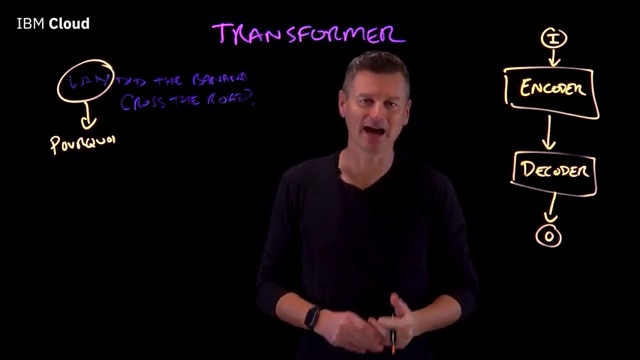 IBM Cloud
TRANSFORMER
WHY DID THE BANANA
CROSS THE ROAD?
POURQUOI
I
ENCODER
DECODER
O